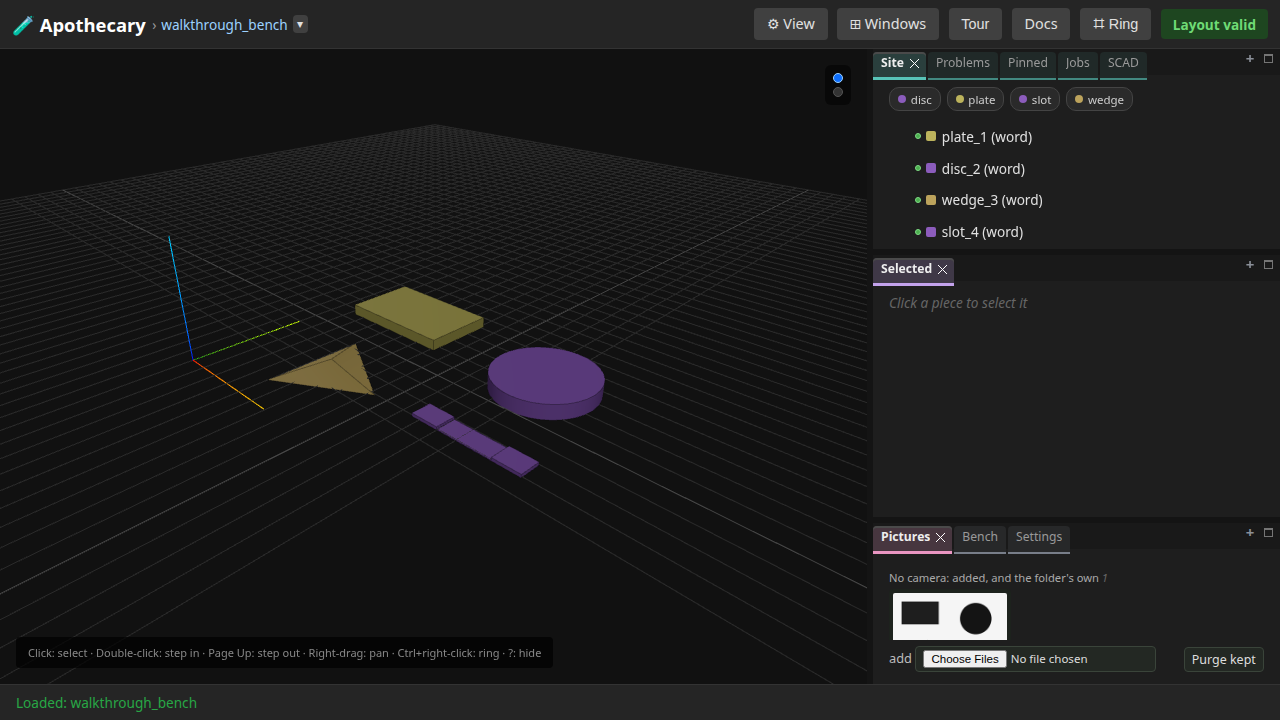 Apothecary › walkthrough_bench ▾
⚙ View
⊞ Windows
Tour
Docs
⌗ Ring
Layout valid
Site
Problems
Pinned
Jobs
SCAD
disc
plate
slot
wedge
plate_1 (word)
disc_2 (word)
wedge_3 (word)
slot_4 (word)
Selected
Click a piece to select it
Pictures
Bench
Settings
No camera: added, and the folder's own 1
add Choose Files No file chosen
Purge kept
Click: select · Double-click: step in · Page Up: step out · Right-drag: pan · Ctrl+right-click: ring · ?: hide
Loaded: walkthrough_bench